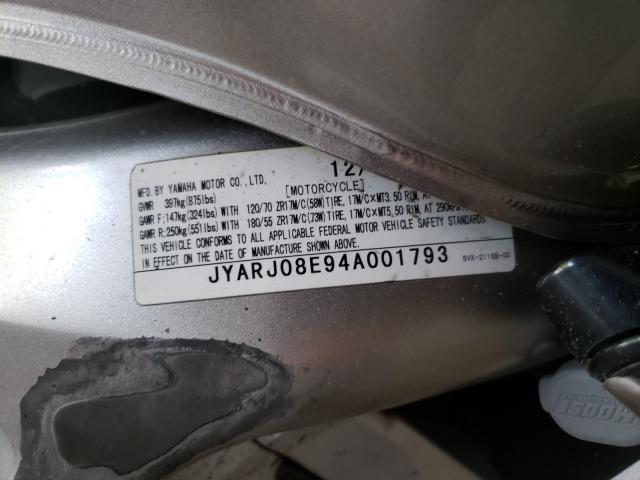 MFD.BY YAMAHA MOTOR CO.,LTD. 12/
GVWR 397kg(875lbs) [MOTORCYCLE]
GAWR F:147kg(324lbs) WITH 120/70 ZR17M/C(58W)TIRE, 17M/C×MT3.50 RIM, AT
GAWR R:250kg(551lbs) WITH 180/55 ZR17M/C(73W)TIRE, 17M/C×MT5.50 RIM, AT 290
THIS VEHICLE CONFORMS TO ALL APPLICABLE FEDERAL MOTOR VEHICLE SAFETY STANDARDS
IN EFFECT ON THE DATE OF MANUFACTURE SHOWN ABOVE.
JYARJ08E94A001793
5VX-2118B-00
MOOSE